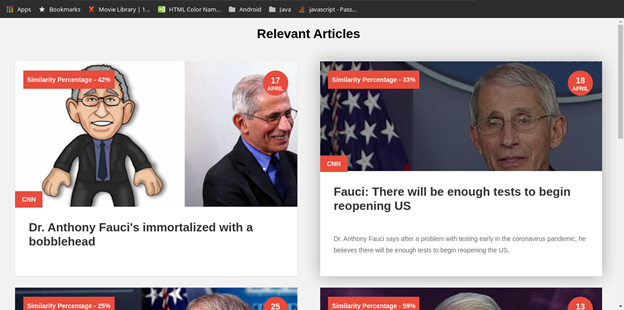 Apps Bookmarks Movie Library | 1... HTML Color Nam... Android Java javascript - Pass...
Relevant Articles
Similarity Percentage - 42%
17
APRIL
CNN
Dr. Anthony Fauci's immortalized with a
bobblehead
Similarity Percentage - 33%
18
APRIL
CNN
Fauci: There will be enough tests to begin
reopening US
Dr. Anthony Fauci says after a problem with testing early in the coronavirus pandemic, he
believes there will be enough tests to begin reopening the US.
Similarity Percentage - 25%
25
Similarity Percentage - 59%
13